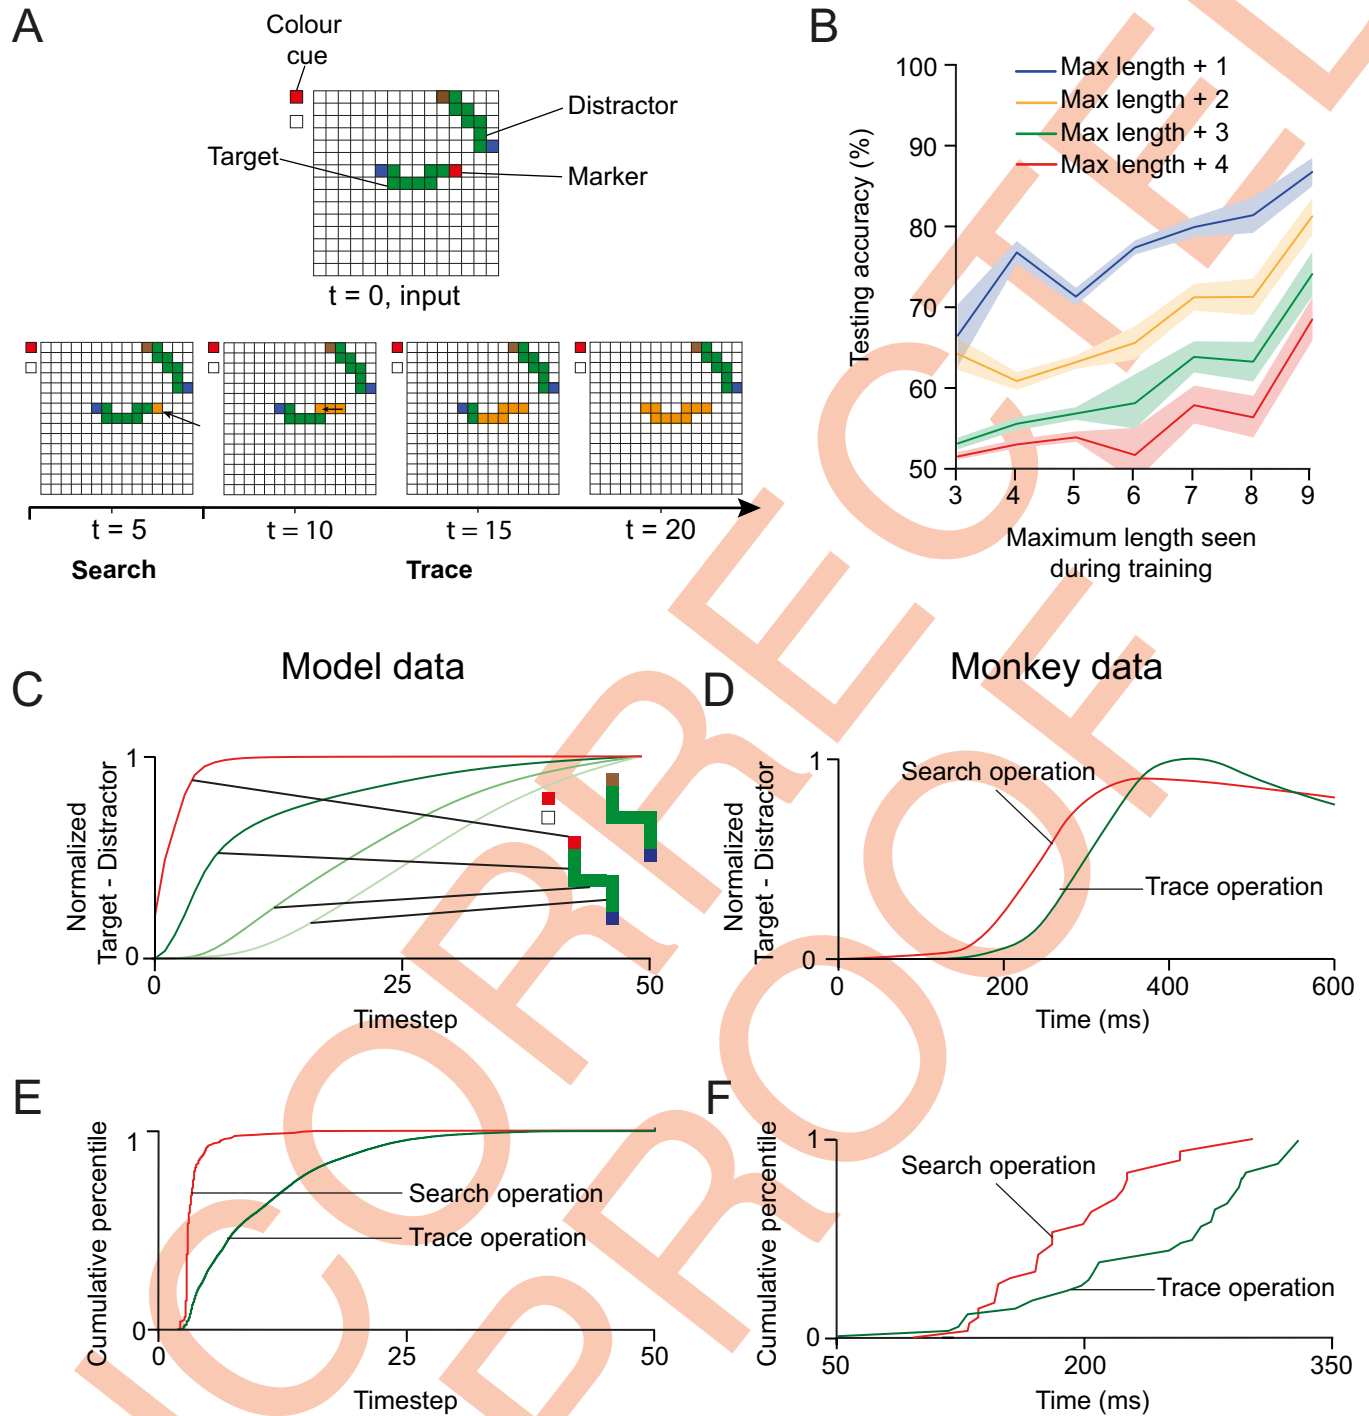 A
Colour
cue
Distractor
Target
Marker
t = 0, input
t = 5
t = 10
t = 15
t = 20
Search
Trace
B
100
90
80
70
60
50
Testing accuracy (%)
Max length + 1
Max length + 2
Max length + 3
Max length + 4
3
4
5
6
7
8
9
Maximum length seen
during training
Model data
Monkey data
C
1
0
Normalized
Target - Distractor
0
25
50
Timestep
D
1
0
Normalized
Target - Distractor
Search operation
Trace operation
0
200
400
600
Time (ms)
E
1
0
Cumulative percentile
Search operation
Trace operation
0
25
50
Timestep
F
1
0
Cumulative percentile
Search operation
Trace operation
50
200
350
Time (ms)
CORRECTED
PROOF